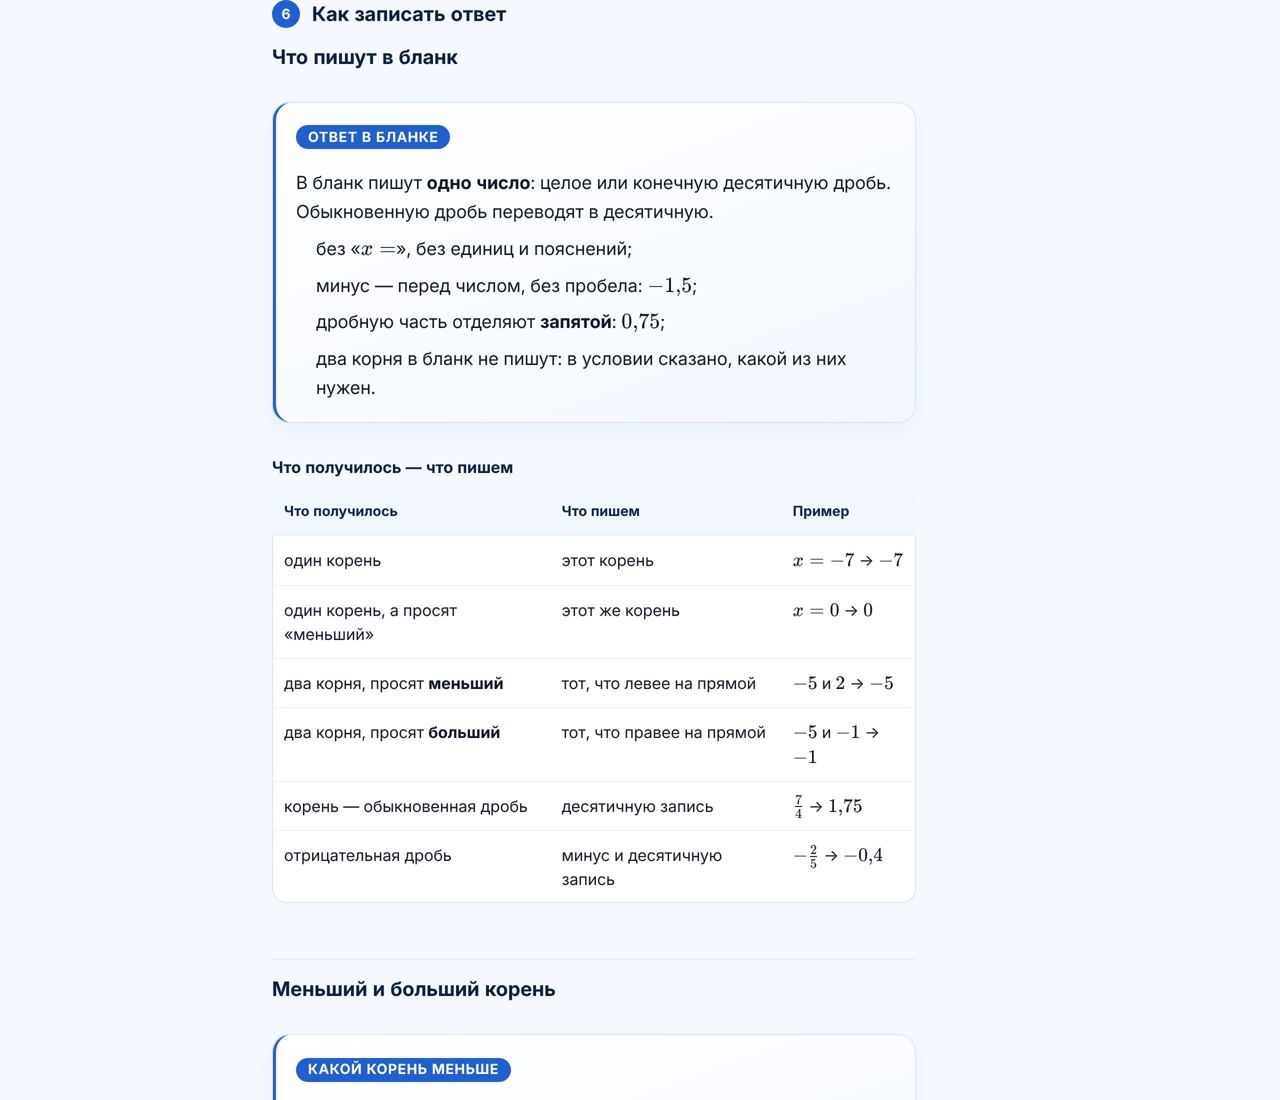 6 Как записать ответ
Что пишут в бланк
ОТВЕТ В БЛАНКЕ
В бланк пишут одно число: целое или конечную десятичную дробь.
Обыкновенную дробь переводят в десятичную.
без «x =», без единиц и пояснений;
минус — перед числом, без пробела: −1,5;
дробную часть отделяют запятой: 0,75;
два корня в бланк не пишут: в условии сказано, какой из них
нужен.
Что получилось — что пишем
Что получилось Что пишем Пример
один корень этот корень x = −7 → −7
один корень, а просят этот же корень x = 0 → 0
«меньший»
два корня, просят меньший тот, что левее на прямой −5 и 2 → −5
два корня, просят больший тот, что правее на прямой −5 и −1 →
−1
корень — обыкновенная дробь десятичную запись 7/4 → 1,75
отрицательная дробь минус и десятичную −2/5 → −0,4
запись
Меньший и больший корень
КАКОЙ КОРЕНЬ МЕНЬШЕ